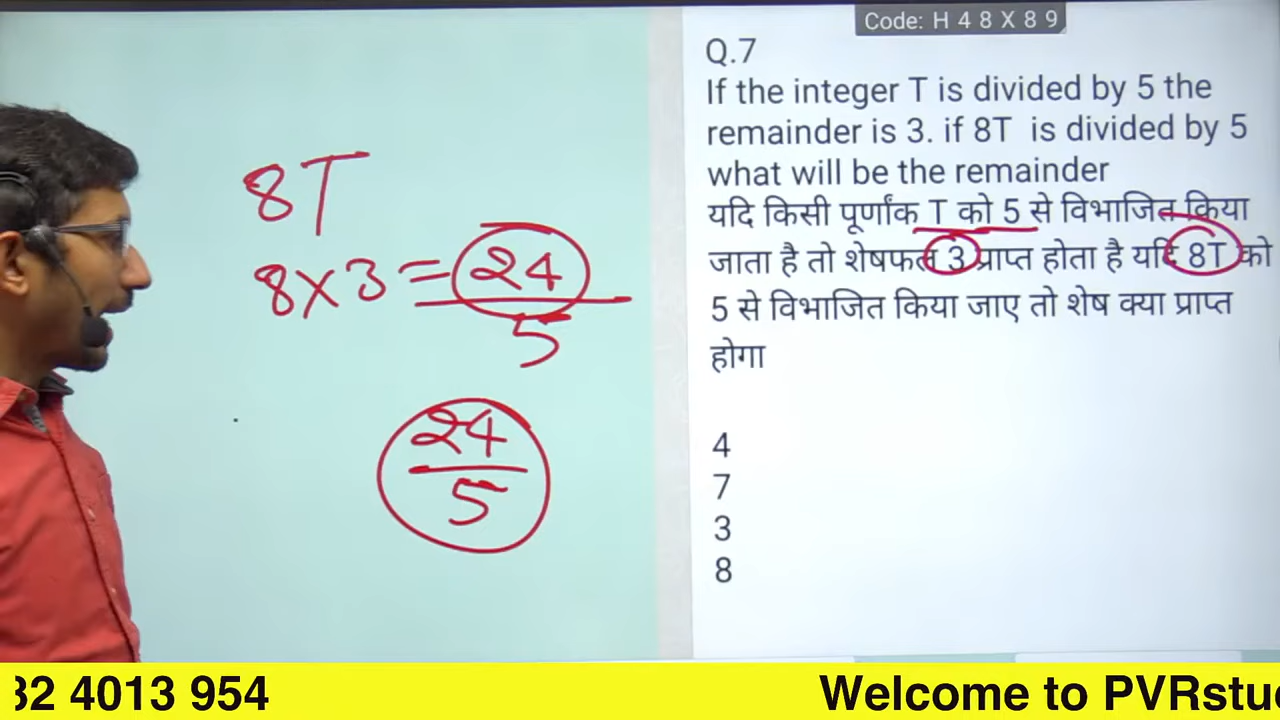 Code: H 4 8 X 8 9
Q.7
If the integer T is divided by 5 the
remainder is 3. if 8T is divided by 5
what will be the remainder
यदि किसी पूर्णांक T को 5 से विभाजित किया
जाता है तो शेषफल 3 प्राप्त होता है यदि 8T को
5 से विभाजित किया जाए तो शेष क्या प्राप्त
होगा
4
7
3
8
8T
8x3 = 24
5
24
5
32 4013 954
Welcome to PVRstu